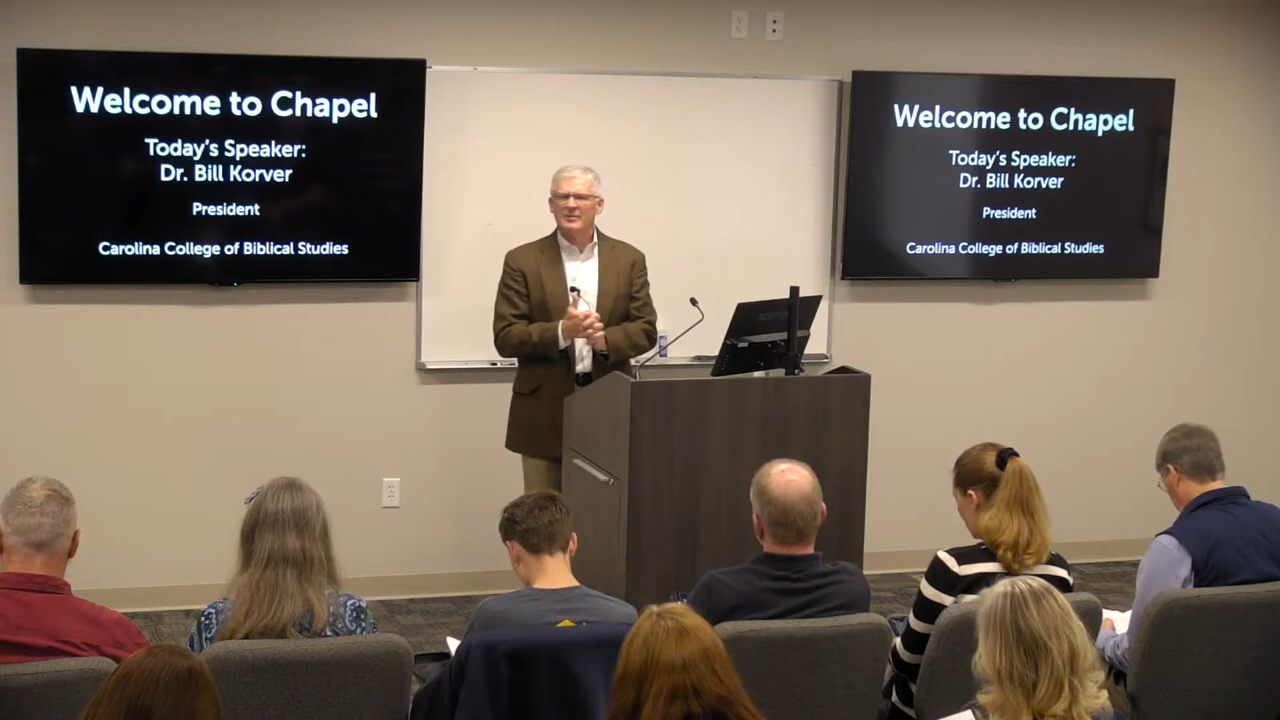 Welcome to Chapel
Today's Speaker:
Dr. Bill Korver
President
Carolina College of Biblical Studies
Welcome to Chapel
Today's Speaker:
Dr. Bill Korver
President
Carolina College of Biblical Studies